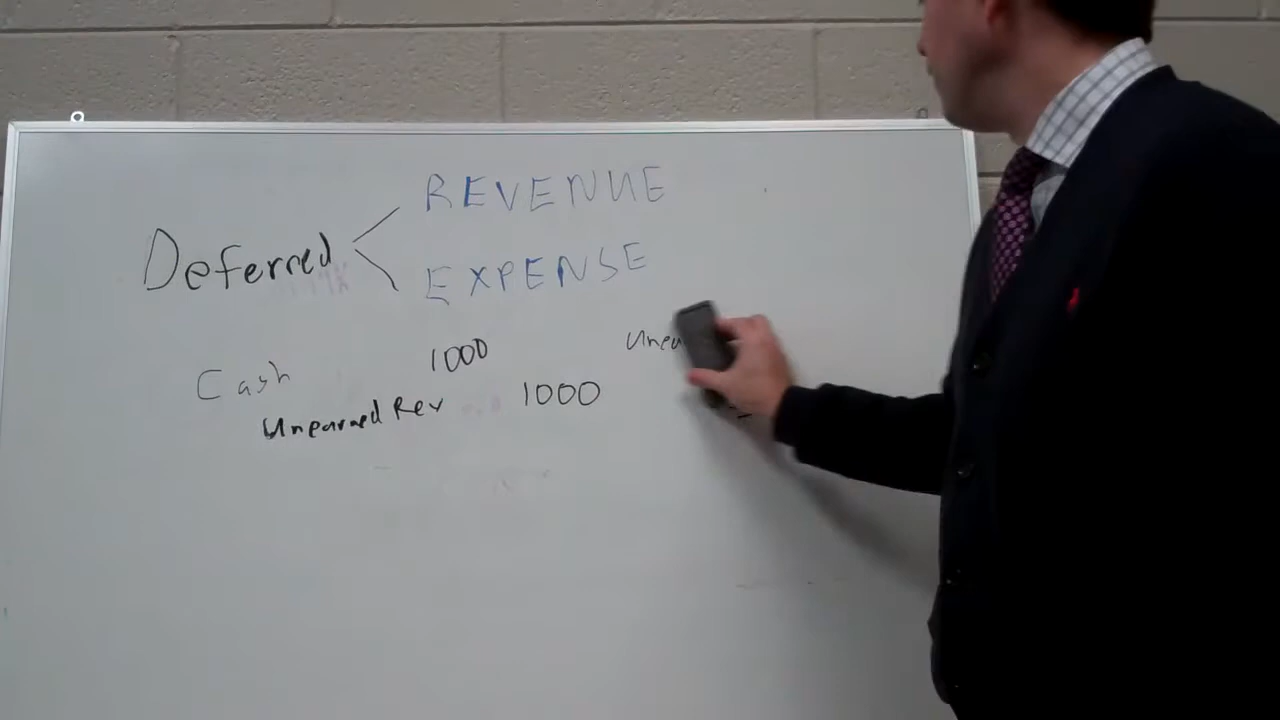 REVENUE
Deferred
EXPENSE
Cash 1000
Unearned Rev 1000